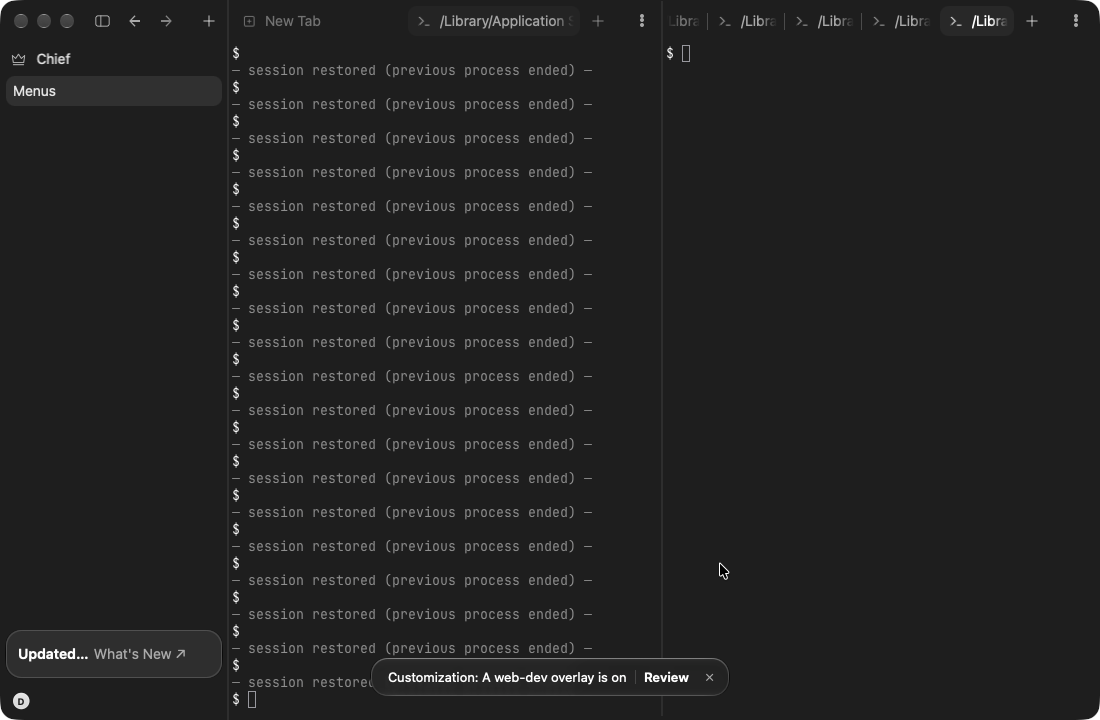 New Tab
/Library/Application
Libra
/Libra
/Libra
/Libra
/Libra
Chief
Menus
$
— session restored (previous process ended) —
$
— session restored (previous process ended) —
$
— session restored (previous process ended) —
$
— session restored (previous process ended) —
$
— session restored (previous process ended) —
$
— session restored (previous process ended) —
$
— session restored (previous process ended) —
$
— session restored (previous process ended) —
$
— session restored (previous process ended) —
$
— session restored (previous process ended) —
$
— session restored (previous process ended) —
$
— session restored (previous process ended) —
$
— session restored (previous process ended) —
$
— session restored (previous process ended) —
$
— session restored (previous process ended) —
$
— session restored (previous process ended) —
$
— session restored (previous process ended) —
$
— session restored (previous process ended) —
$
— session restored
$
$
Updated... What's New ↗
D
Customization: A web-dev overlay is on
Review